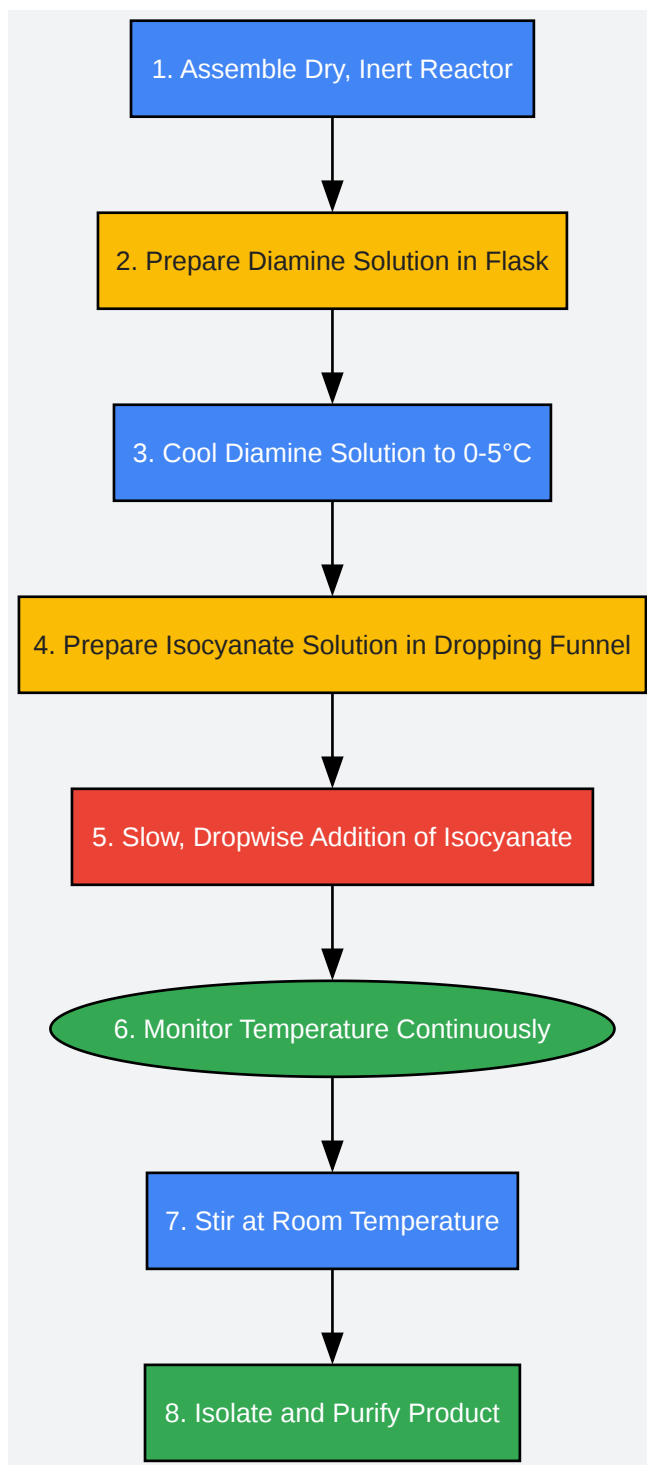 1. Assemble Dry, Inert Reactor
2. Prepare Diamine Solution in Flask
3. Cool Diamine Solution to 0-5°C
4. Prepare Isocyanate Solution in Dropping Funnel
5. Slow, Dropwise Addition of Isocyanate
6. Monitor Temperature Continuously
7. Stir at Room Temperature
8. Isolate and Purify Product